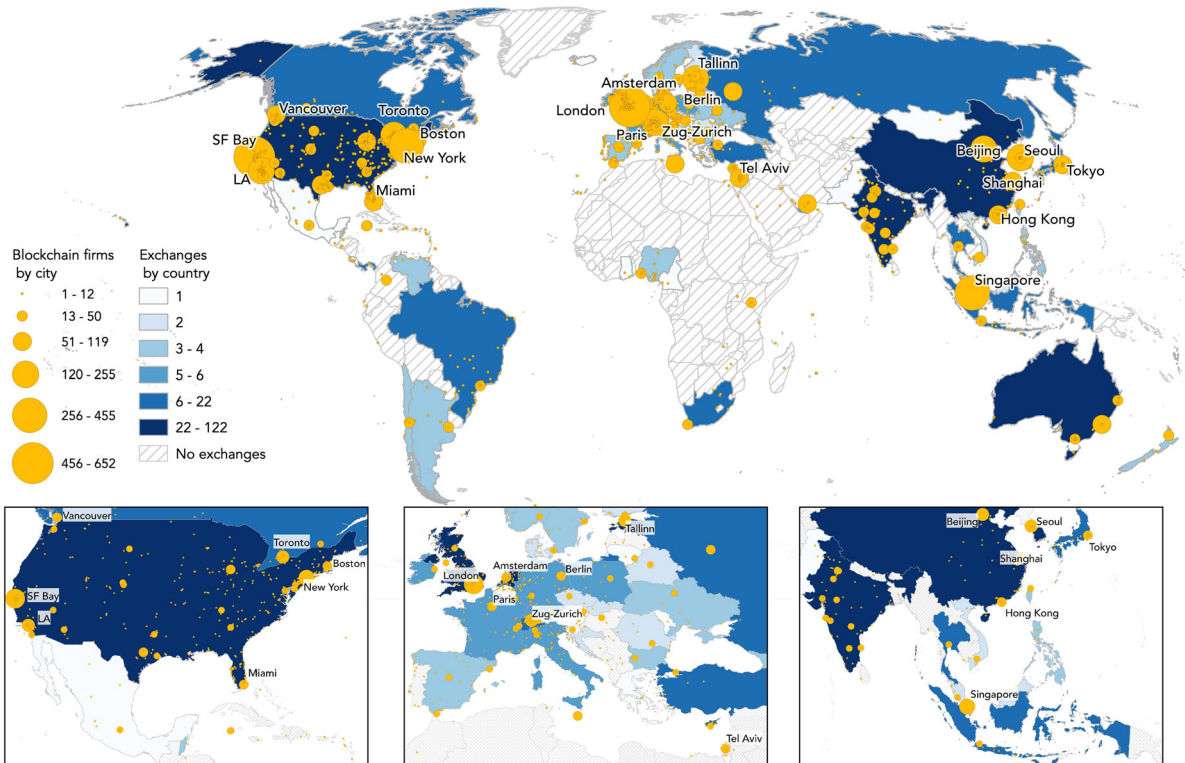 Vancouver
Toronto
Boston
SF Bay
New York
LA
Miami
Tallinn
Amsterdam
Berlin
London
Paris
Zug-Zurich
Tel Aviv
Beijing
Seoul
Tokyo
Shanghai
Hong Kong
Singapore
Blockchain firms
by city
1 - 12
13 - 50
51 - 119
120 - 255
256 - 455
456 - 652
Exchanges
by country
1
2
3 - 4
5 - 6
6 - 22
22 - 122
No exchanges
Vancouver
Toronto
Boston
New York
SF Bay
LA
Miami
Tallinn
Amsterdam
Berlin
London
Paris
Zug-Zurich
Tel Aviv
Beijing
Seoul
Tokyo
Shanghai
Hong Kong
Singapore